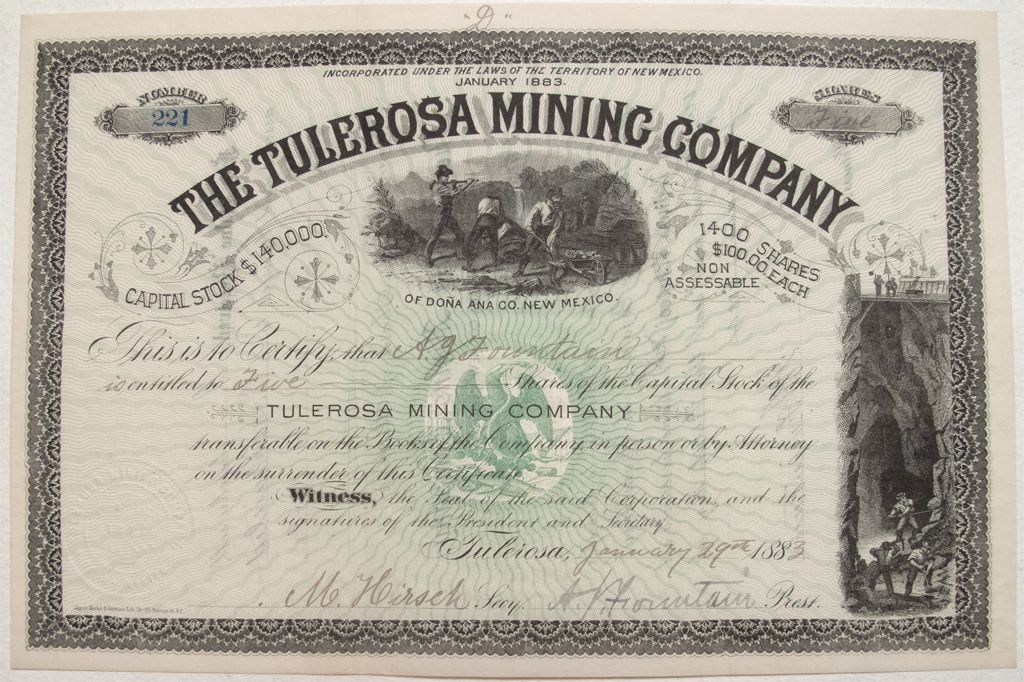 "D"
INCORPORATED UNDER THE LAWS OF THE TERRITORY OF NEW MEXICO.
JANUARY 1883.
NUMBER
221
SHARES
Five
THE TULEROSA MINING COMPANY
CAPITAL STOCK $140,000.
1400 SHARES
$100.00 EACH
NON
ASSESSABLE
OF DOÑA ANA CO. NEW MEXICO.
This is to Certify, that A J Fountain
is entitled to Five Shares of the Capital Stock of the
TULEROSA MINING COMPANY
transferable on the Books of the Company in person or by Attorney
on the surrender of this Certificate
Witness, the Seal of the said Corporation, and the
signatures of the President and Secretary
Tulerosa, January 29th 1883
M. Hirsch Secy. A. J. Fountain Prest.